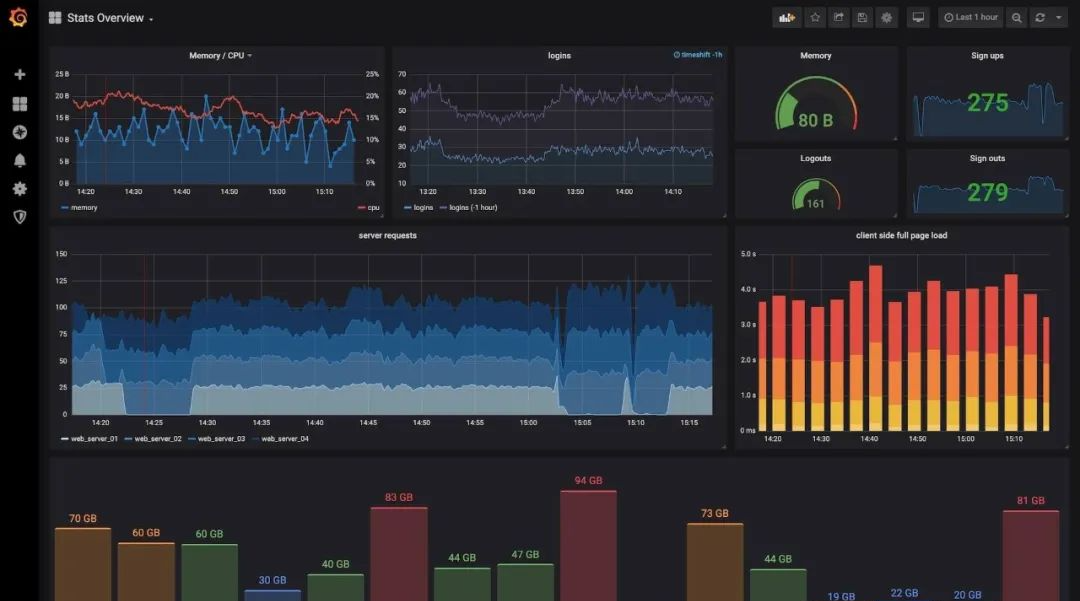 Stats Overview
Last 1 hour
Memory / CPU
25 B
20 B
15 B
10 B
5 B
0 B
25%
20%
15%
10%
5%
0%
14:20 14:30 14:40 14:50 15:00 15:10
memory
cpu
logins
timeshift -1h
70
60
50
40
30
20
10
13:20 13:30 13:40 13:50 14:00 14:10
logins logins (-1 hour)
Memory
80 B
Sign ups
275
Logouts
161
Sign outs
279
server requests
150
125
100
75
50
25
0
14:20 14:25 14:30 14:35 14:40 14:45 14:50 14:55 15:00 15:05 15:10 15:15
web_server_01 web_server_02 web_server_03 web_server_04
client side full page load
5.0 s
4.0 s
3.0 s
2.0 s
1.0 s
0 ms
14:20 14:30 14:40 14:50 15:00 15:10
70 GB 60 GB 60 GB 30 GB 40 GB 83 GB 44 GB 47 GB 94 GB 73 GB 44 GB 19 GB 22 GB 20 GB 81 GB